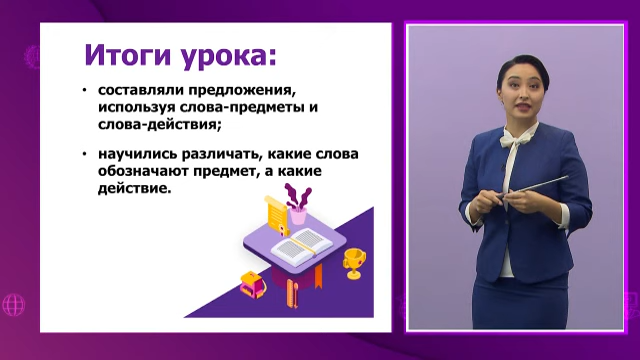 Итоги урока:
• составляли предложения,
используя слова-предметы и
слова-действия;
• научились различать, какие слова
обозначают предмет, а какие
действие.